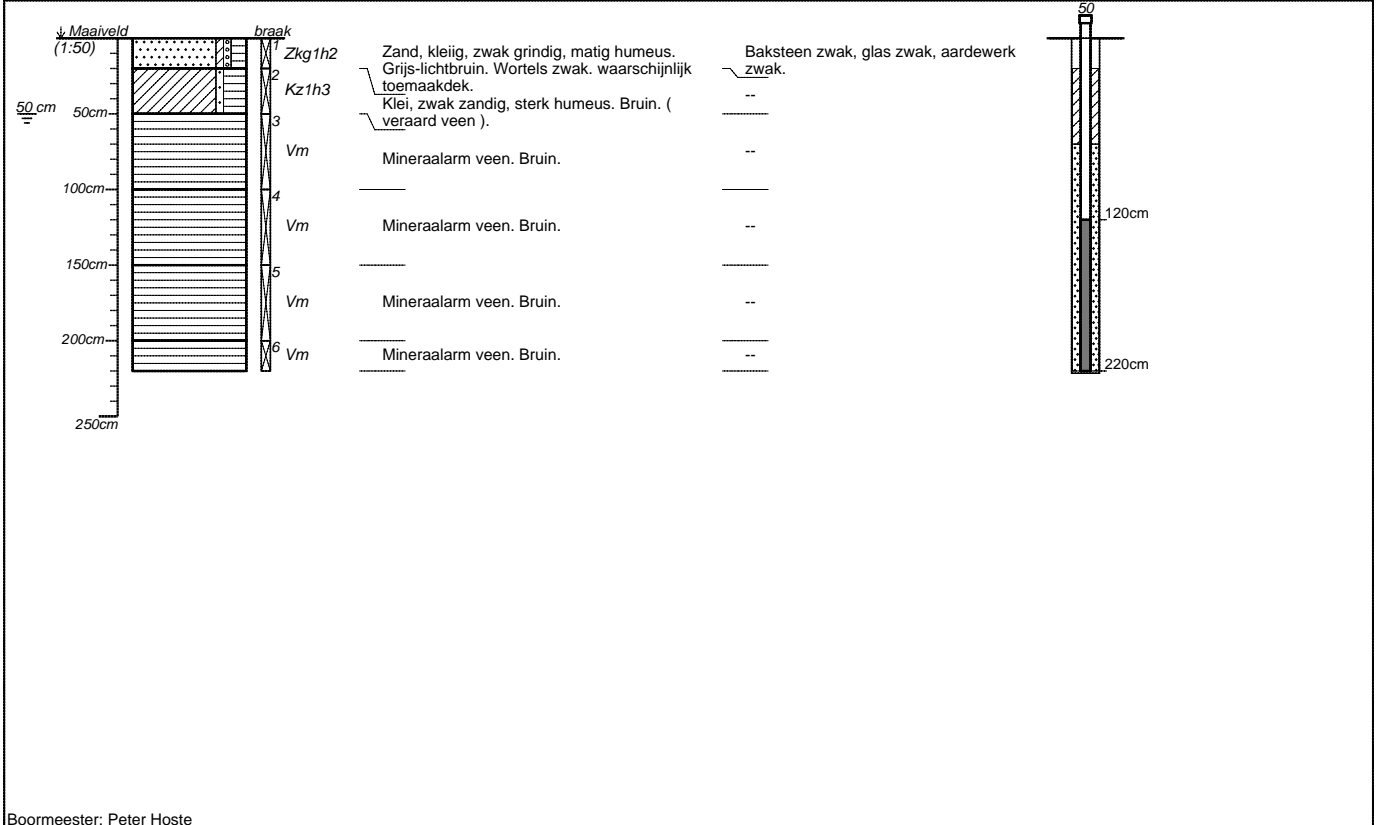 50
Maaiveld
braak
(1:50)
1
Zkg1h2
Zand, kleiig, zwak grindig, matig humeus.
Grijs-lichtbruin. Wortels zwak. waarschijnlijk
toemaakdek.
Baksteen zwak, glas zwak, aardewerk
zwak.
2
Kz1h3
Klei, zwak zandig, sterk humeus. Bruin. (
veraard veen ).
--
50 cm
50cm
3
Vm
Mineraalarm veen. Bruin.
--
100cm
4
Vm
Mineraalarm veen. Bruin.
--
120cm
150cm
5
Vm
Mineraalarm veen. Bruin.
--
200cm
6
Vm
Mineraalarm veen. Bruin.
--
220cm
250cm
Boormeester: Peter Hoste